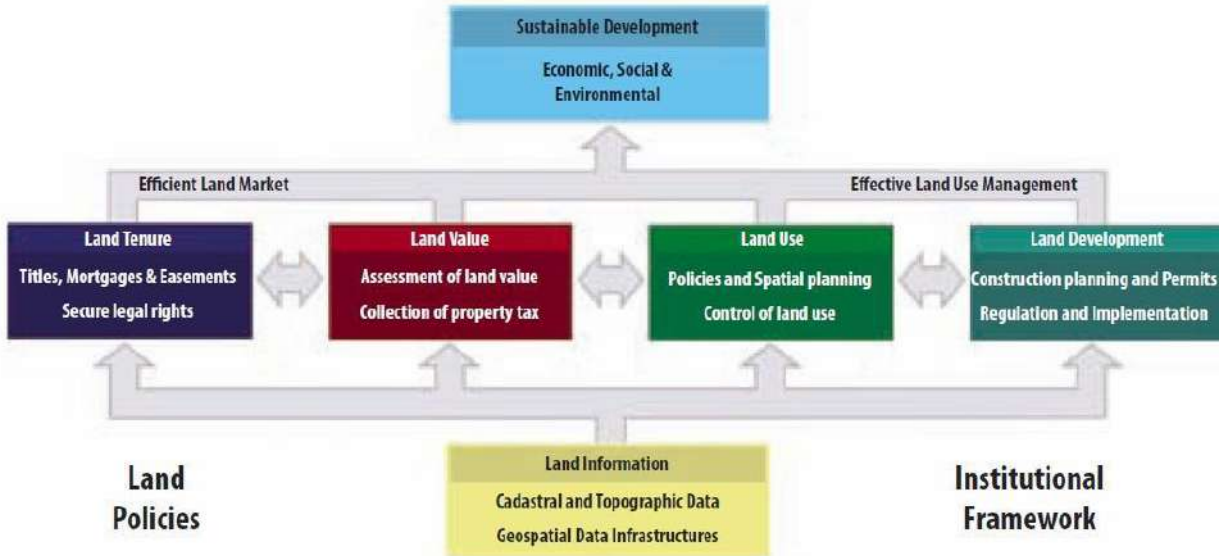 Sustainable Development
Economic, Social &
Environmental
Efficient Land Market
Effective Land Use Management
Land Tenure
Titles, Mortgages & Easements
Secure legal rights
Land Value
Assessment of land value
Collection of property tax
Land Use
Policies and Spatial planning
Control of land use
Land Development
Construction planning and Permits
Regulation and Implementation
Land
Policies
Land Information
Cadastral and Topographic Data
Geospatial Data Infrastructures
Institutional
Framework